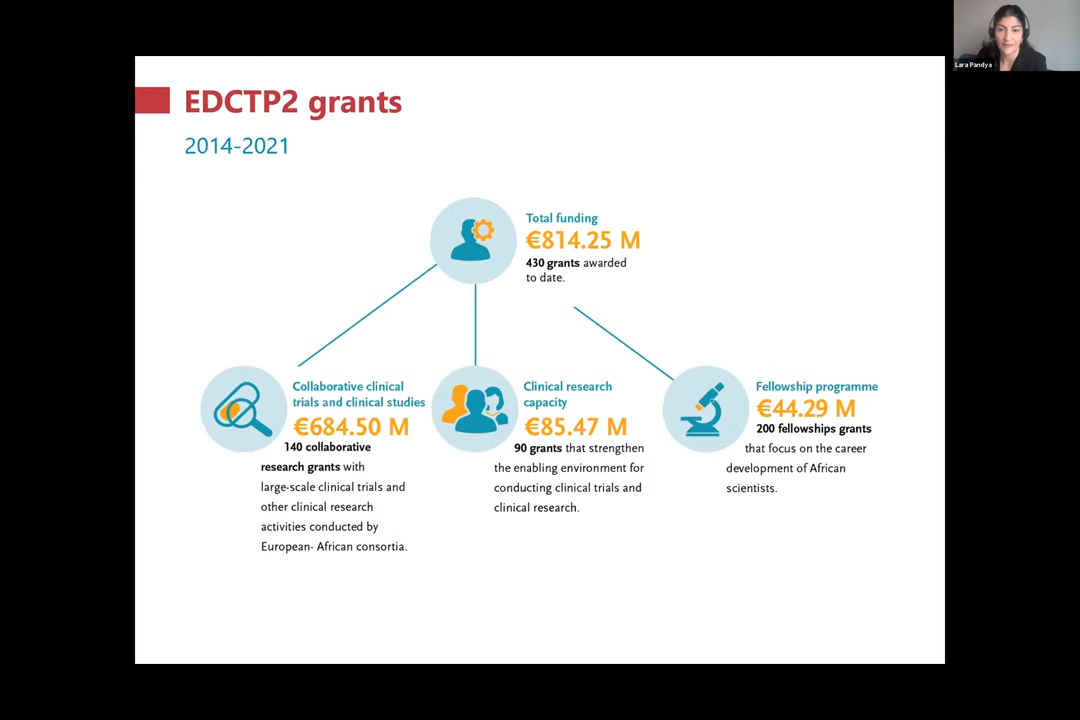 Lara Pandya
EDCTP2 grants
2014-2021
Total funding
€814.25 M
430 grants awarded
to date.
Collaborative clinical
trials and clinical studies
€684.50 M
140 collaborative
research grants with
large-scale clinical trials and
other clinical research
activities conducted by
European- African consortia.
Clinical research
capacity
€85.47 M
90 grants that strengthen
the enabling environment for
conducting clinical trials and
clinical research.
Fellowship programme
€44.29 M
200 fellowships grants
that focus on the career
development of African
scientists.